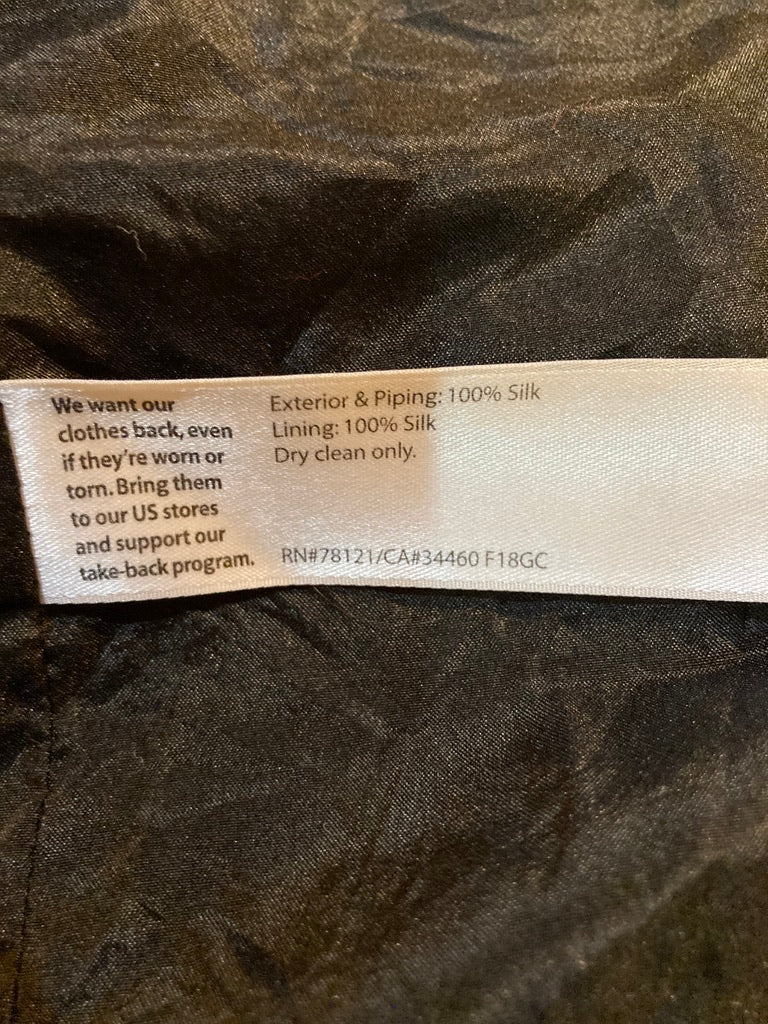 We want our
clothes back, even
if they're worn or
torn. Bring them
to our US stores
and support our
take-back program.
Exterior & Piping: 100% Silk
Lining: 100% Silk
Dry clean only.
RN#78121/CA#34460 F18GC